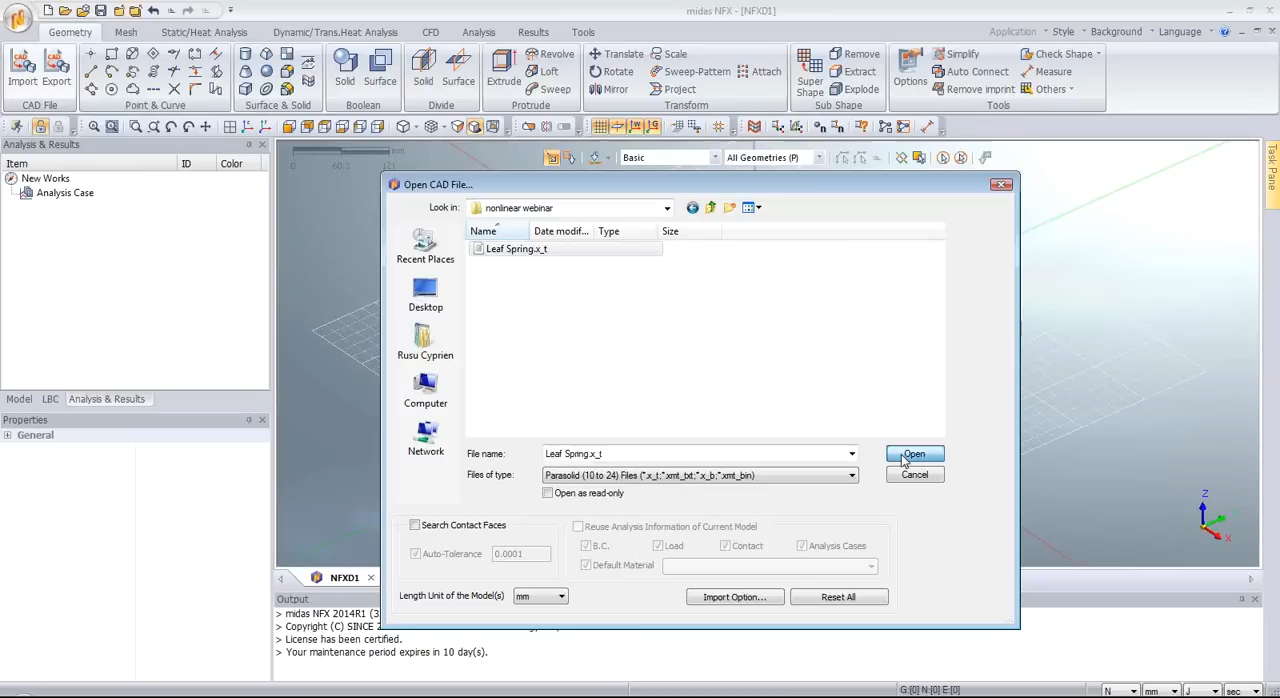 midas NFX - [NFXD1]
Geometry Mesh Static/Heat Analysis Dynamic/Trans.Heat Analysis CFD Analysis Results Tools
Application Style Background Language
Import Export
CAD File
Point & Curve
Surface & Solid
Solid Surface
Boolean
Solid Surface
Divide
Extrude
Revolve
Loft
Sweep
Protrude
Translate Scale
Rotate Sweep-Pattern Attach
Mirror Project
Transform
Super Shape
Remove
Extract
Explode
Sub Shape
Options
Simplify Check Shape
Auto Connect Measure
Remove imprint Others
Tools
Analysis & Results
Item ID Color
New Works
Analysis Case
Model LBC Analysis & Results
Properties
General
0 60.5 121 mm
Basic All Geometries (P)
Task Pane
Open CAD File...
Look in: nonlinear webinar
Name Date modif... Type Size
Leaf Spring.x_t
Recent Places
Desktop
Rusu Cyprien
Computer
Network
File name: Leaf Spring.x_t Open
Files of type: Parasolid (10 to 24) Files (*.x_t;*.xmt_txt;*.x_b;*.xmt_bin) Cancel
Open as read-only
Search Contact Faces
Auto-Tolerance 0.0001
Reuse Analysis Information of Current Model
B.C. Load Contact Analysis Cases
Default Material
Length Unit of the Model(s) mm Import Option... Reset All
Z
Y
X
NFXD1
Output
> midas NFX 2014R1 (3
> Copyright (C) SINCE
> License has been certified.
> Your maintenance period expires in 10 day(s).
G:[0] N:[0] E:[0]
N mm J sec